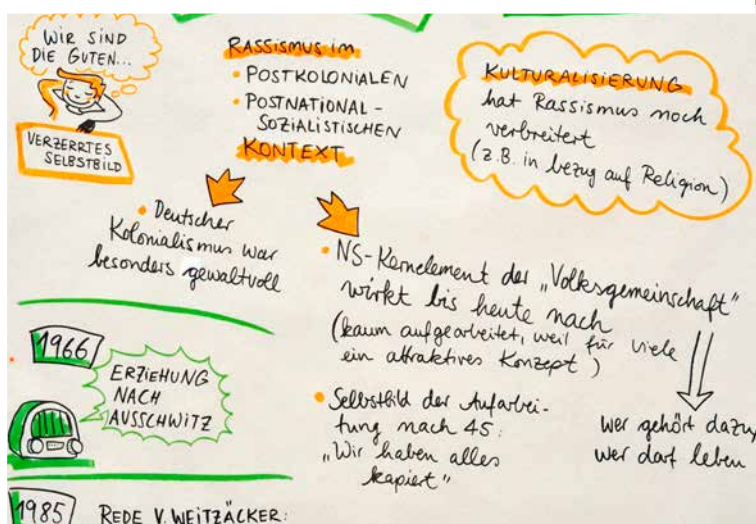 WIR SIND
DIE GUTEN...
VERZERRTES
SELBSTBILD
RASSISMUS IM
• POSTKOLONIALEN
• POSTNATIONAL-
SOZIALISTISCHEN
KONTEXT
KULTURALISIERUNG
hat Rassismus noch
verbreitert
(z.B. in bezug auf Religion)
• Deutscher
Kolonialismus war
besonders gewaltvoll
• NS-Kernelement der „Volksgemeinschaft"
wirkt bis heute nach
(kaum aufgearbeitet, weil für viele
ein attraktives Konzept)
• Selbstbild der Aufarbei-
tung nach 45:
„Wir haben alles
kapiert"
wer gehört dazu,
wer darf leben
1966
ERZIEHUNG
NACH
AUSSCHWITZ
1985
REDE V. WEITZÄCKER: